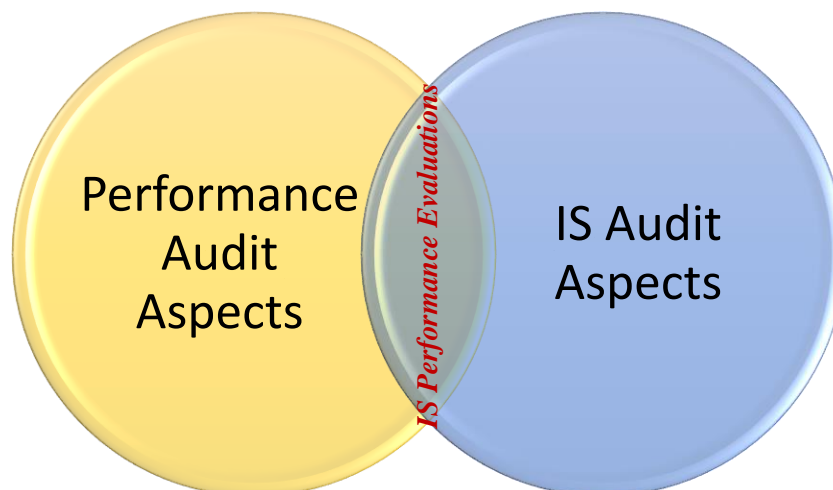 Performance
Audit
Aspects
IS Performance Evaluations
IS Audit
Aspects